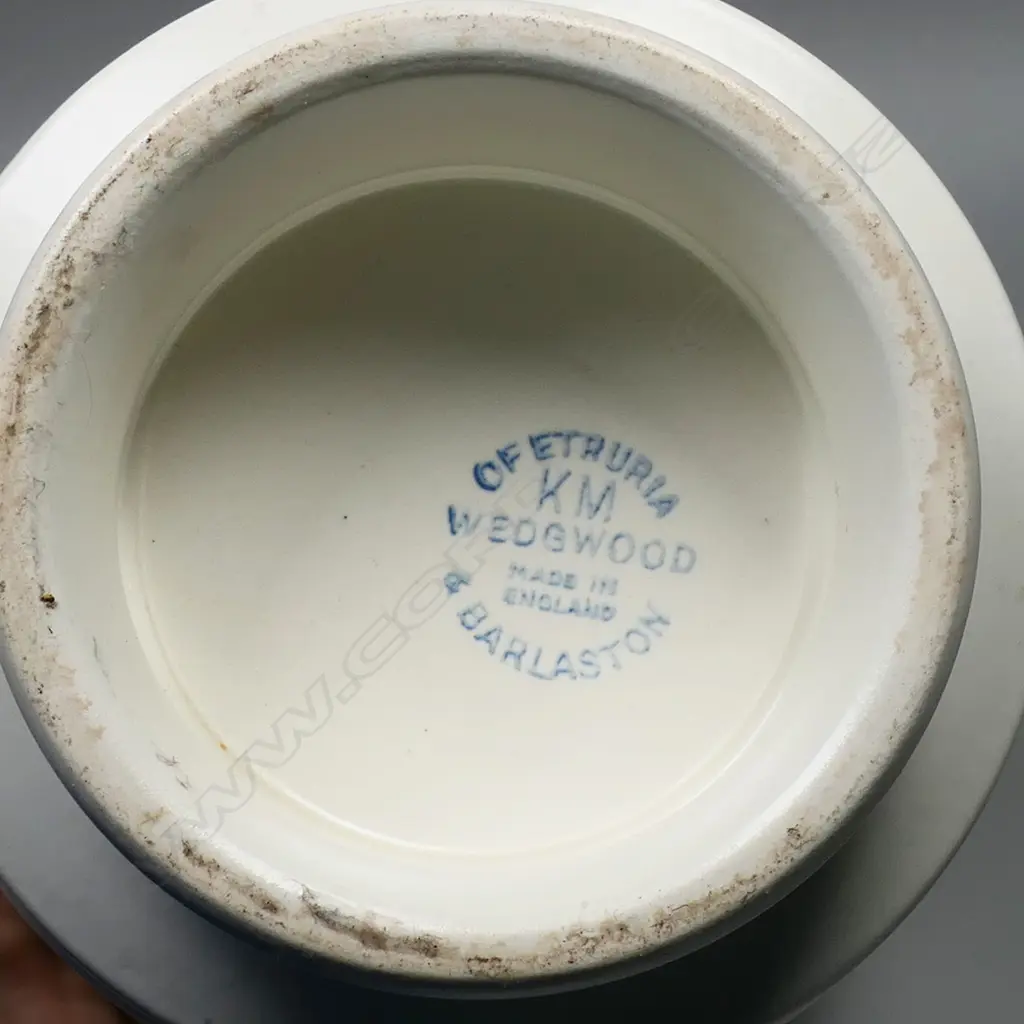 OF ETRURIA
KM
WEDGWOOD
MADE IN
ENGLAND
& BARLASTON